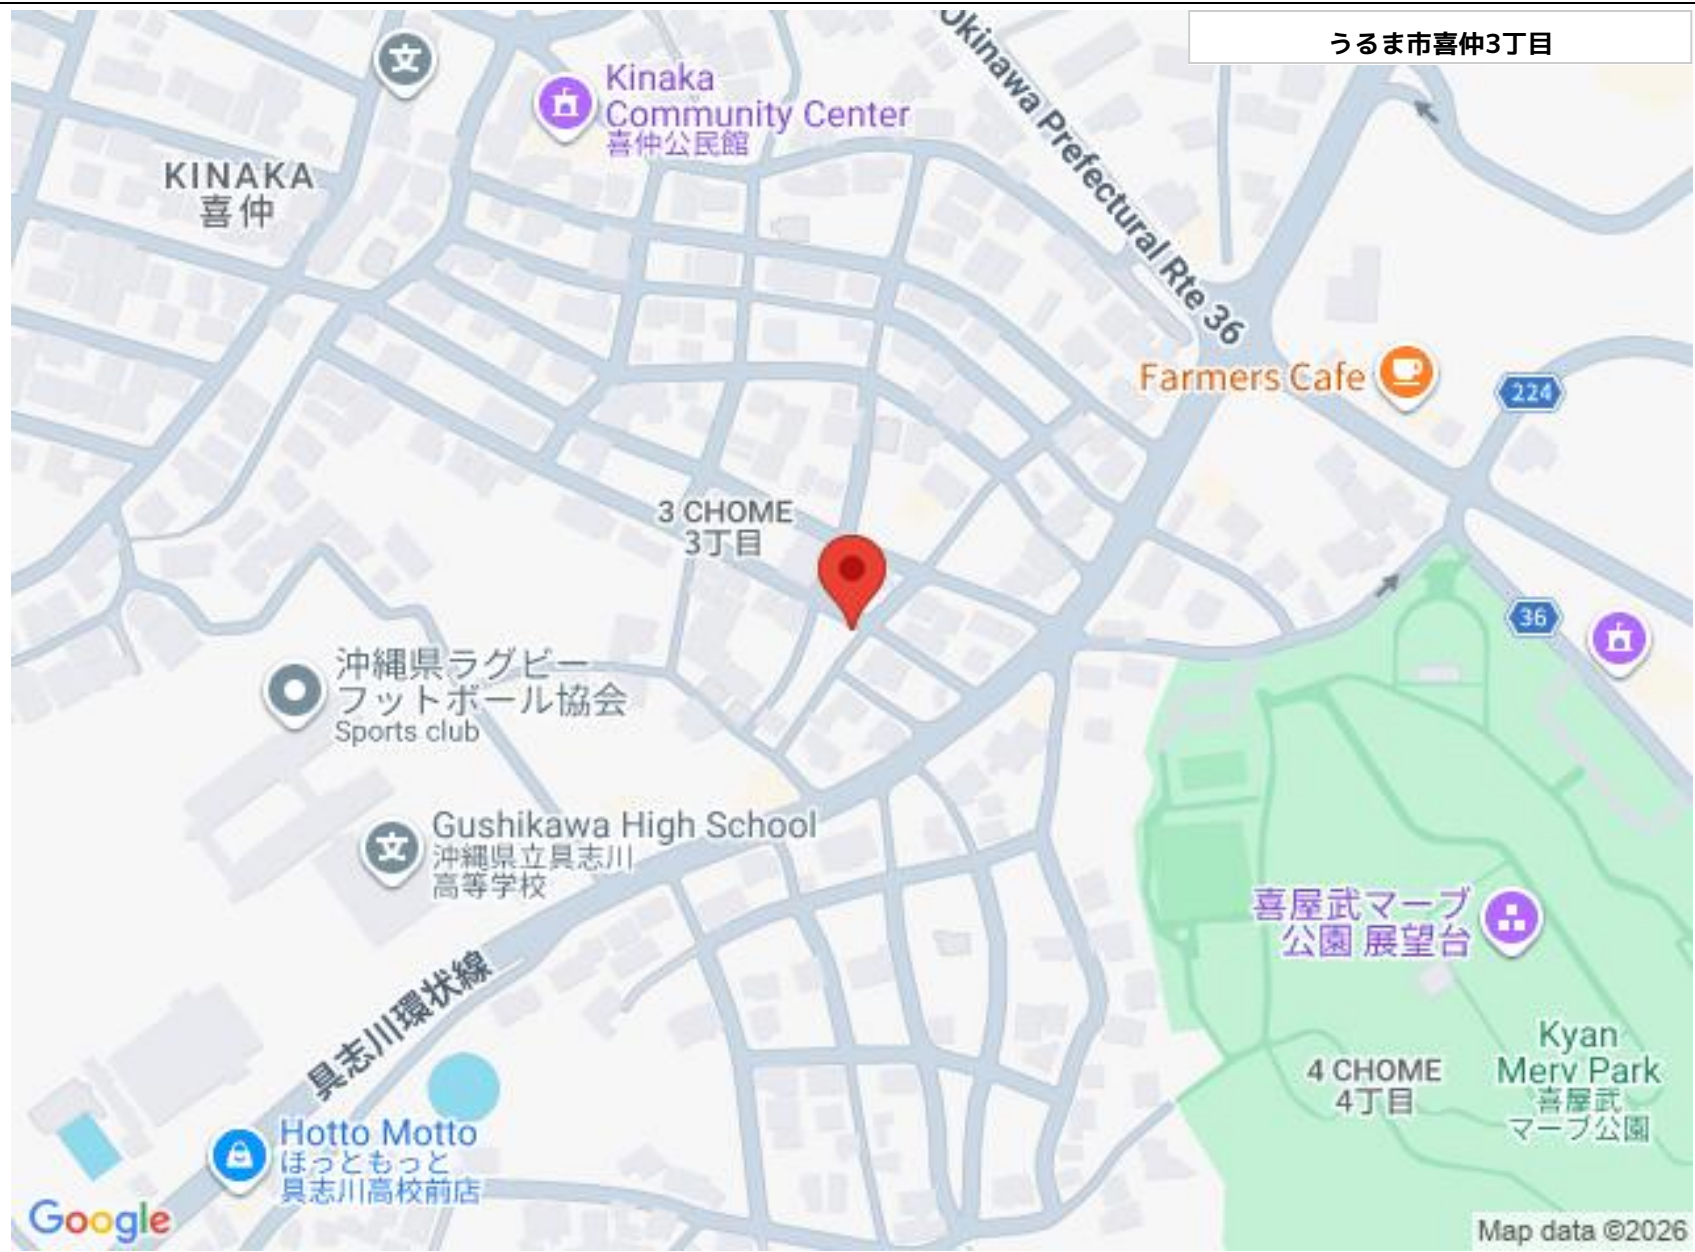 うるま市喜仲3丁目
Okinawa Prefectural Rte 36
文
Kinaka
Community Center
喜仲公民館
KINAKA
喜仲
Farmers Cafe
224
3 CHOME
3丁目
36
沖縄県ラグビー
フットボール協会
Sports club
文
Gushikawa High School
沖縄県立具志川
高等学校
喜屋武マーブ
公園 展望台
具志川環状線
Kyan
Merv Park
喜屋武
マーブ公園
4 CHOME
4丁目
Hotto Motto
ほっともっと
具志川高校前店
Google
Map data ©2026